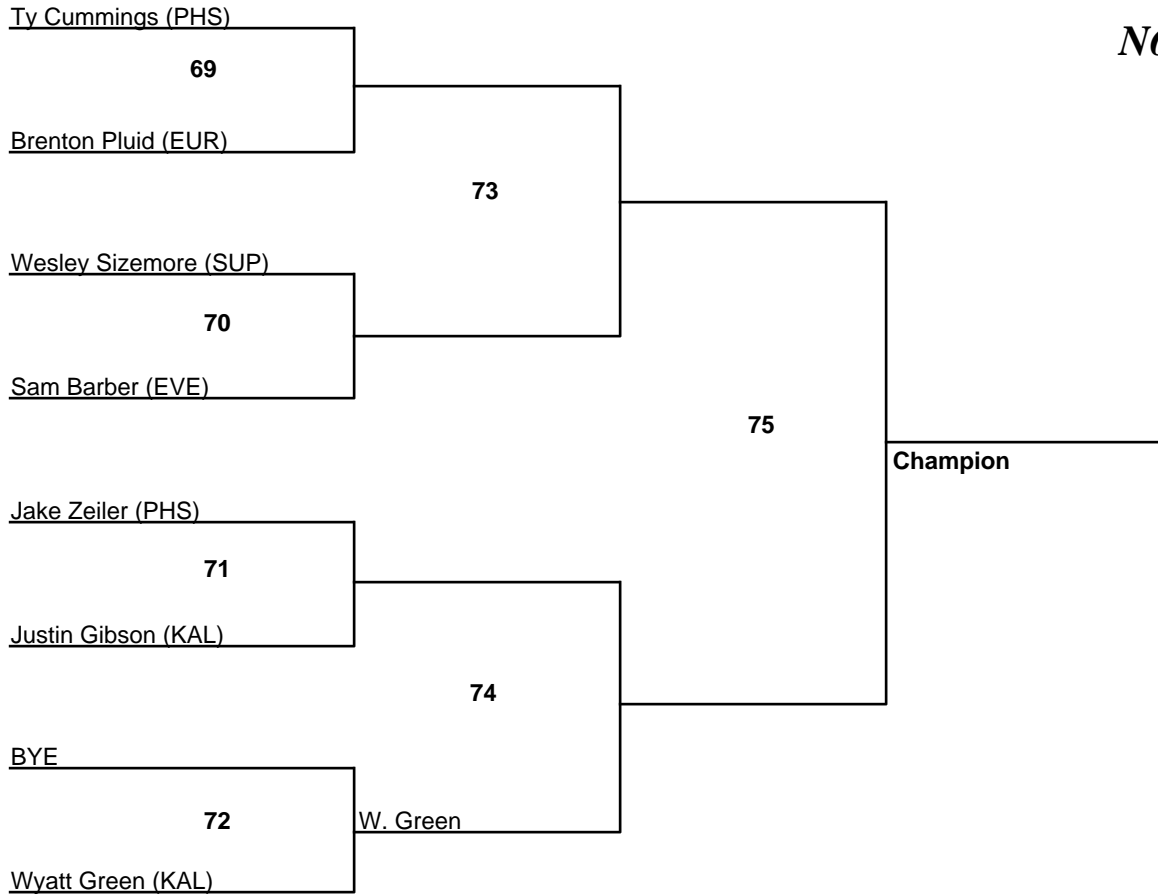 Ty Cummings (PHS)
69
Brenton Pluid (EUR)
73
Wesley Sizemore (SUP)
70
Sam Barber (EVE)
75
Champion
Jake Zeiler (PHS)
71
Justin Gibson (KAL)
74
BYE
72
W. Green
Wyatt Green (KAL)